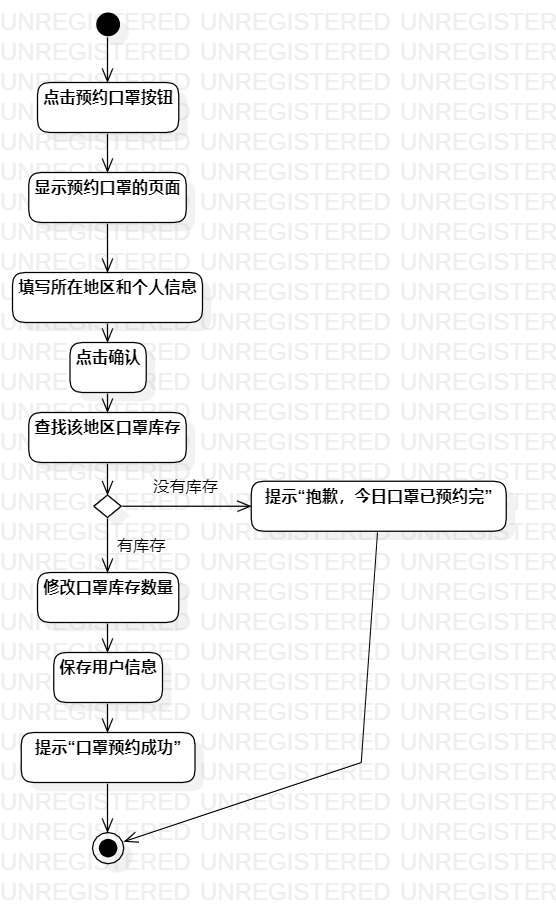 点击预约口罩按钮
显示预约口罩的页面
填写所在地区和个人信息
点击确认
查找该地区口罩库存
没有库存
提示“抱歉，今日口罩已预约完”
有库存
修改口罩库存数量
保存用户信息
提示“口罩预约成功”
UNREGISTERED